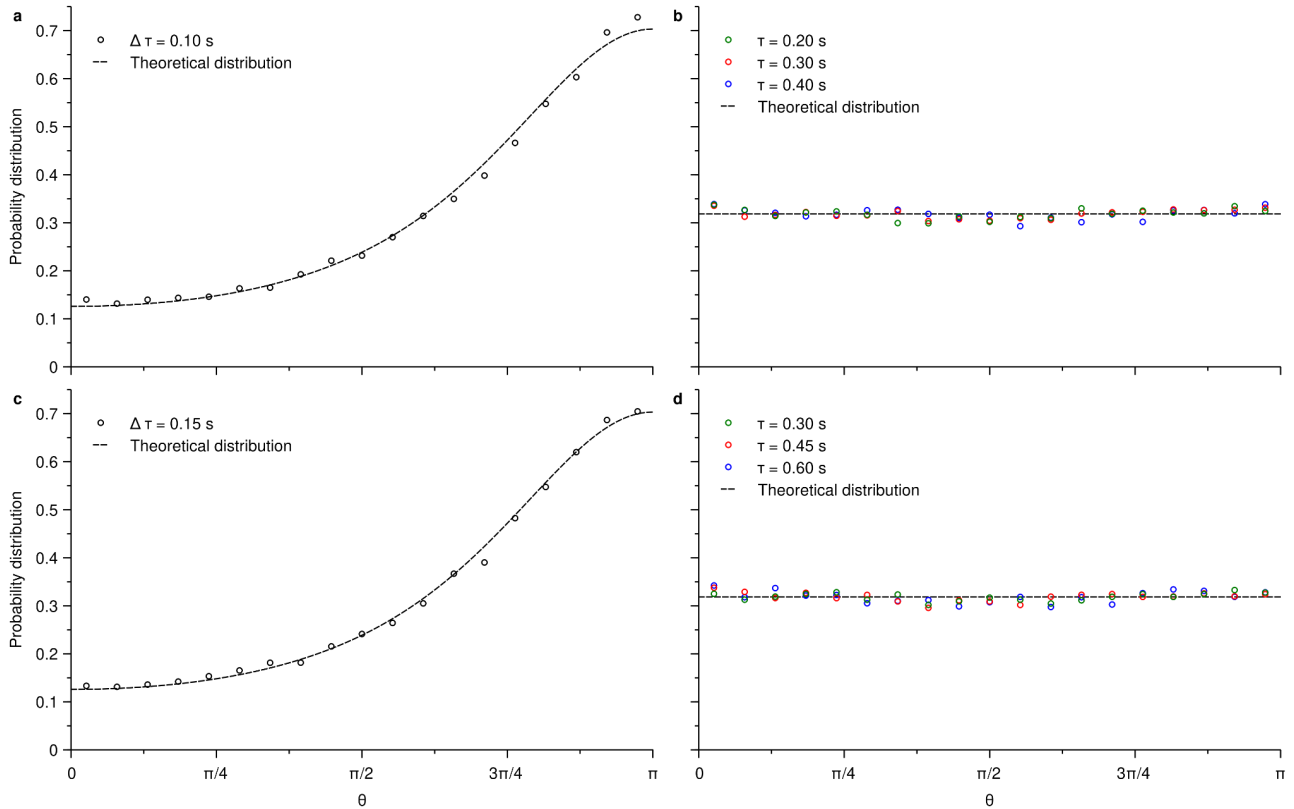 a
Δ τ = 0.10 s
Theoretical distribution
Probability distribution
0.7
0.6
0.5
0.4
0.3
0.2
0.1
0
b
τ = 0.20 s
τ = 0.30 s
τ = 0.40 s
Theoretical distribution
c
Δ τ = 0.15 s
Theoretical distribution
Probability distribution
0.7
0.6
0.5
0.4
0.3
0.2
0.1
0
0 π/4 π/2 3π/4 π
θ
d
τ = 0.30 s
τ = 0.45 s
τ = 0.60 s
Theoretical distribution
0 π/4 π/2 3π/4 π
θ